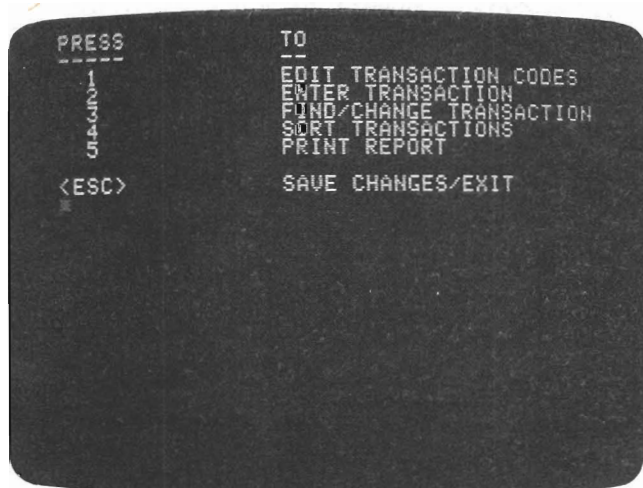 PRESS TO
----- --
1 EDIT TRANSACTION CODES
2 ENTER TRANSACTION
3 FIND/CHANGE TRANSACTION
4 SORT TRANSACTIONS
5 PRINT REPORT
<ESC> SAVE CHANGES/EXIT